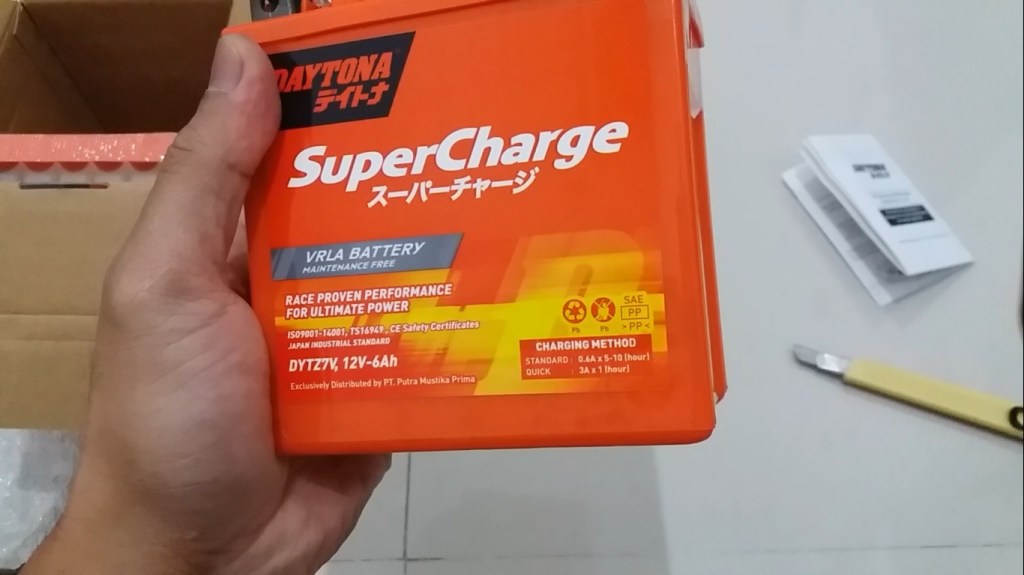 DAYTONA
デイトナ
SuperCharge
スーパーチャージ
VRLA BATTERY
MAINTENANCE FREE
RACE PROVEN PERFORMANCE
FOR ULTIMATE POWER
ISO9001-14001, TS16949 , CE Safety Certificates
JAPAN INDUSTRIAL STANDARD
DYTZ7V, 12V-6Ah
Exclusively Distributed by PT. Putra Mustika Prima
Pb
Pb
SAE
PP
> PP <
CHARGING METHOD
STANDARD : 0.6A x 5-10 (hour)
QUICK : 3A x 1 (hour)
DAYTONA